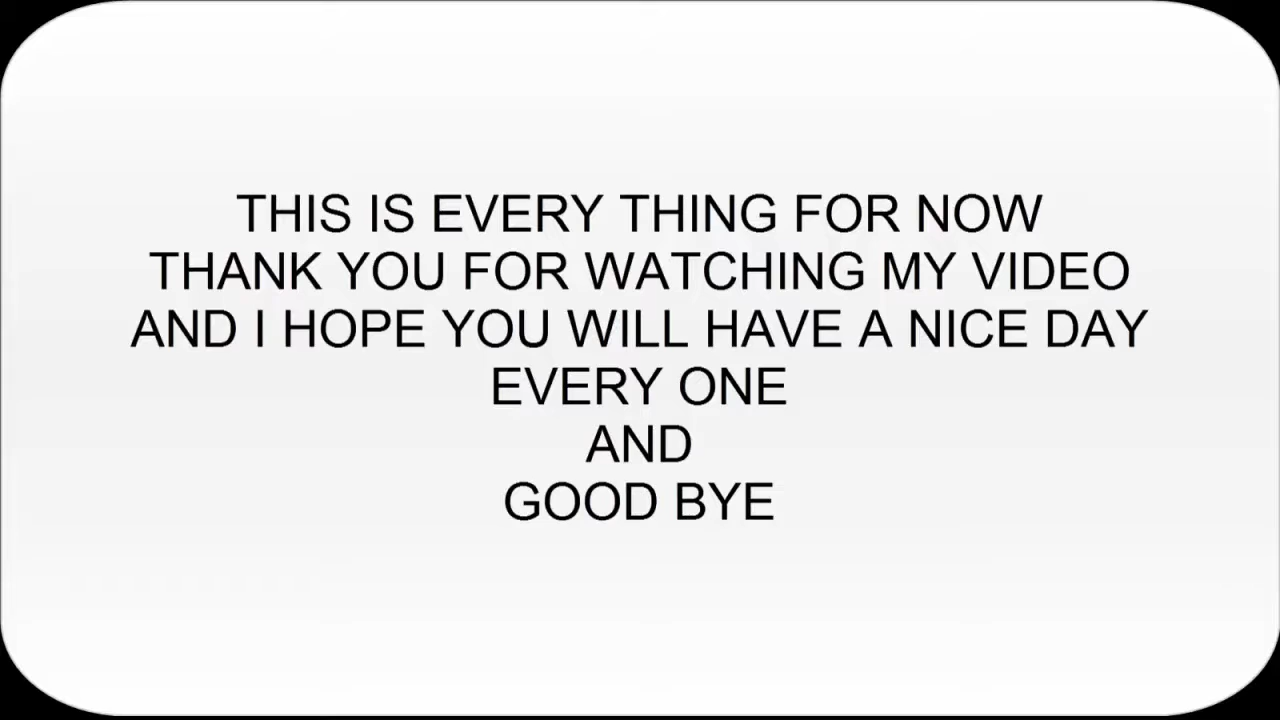 THIS IS EVERY THING FOR NOW
THANK YOU FOR WATCHING MY VIDEO
AND I HOPE YOU WILL HAVE A NICE DAY
EVERY ONE
AND
GOOD BYE